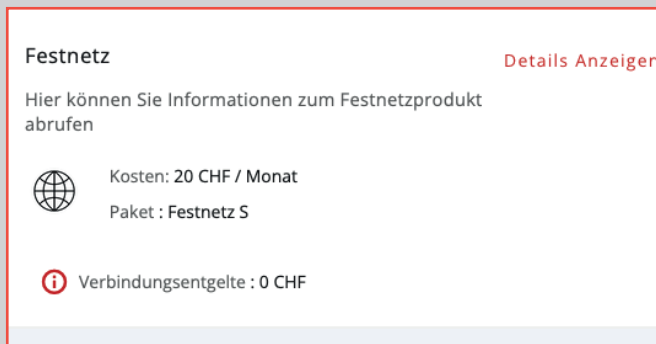 Festnetz
Details Anzeigen
Hier können Sie Informationen zum Festnetzprodukt
abrufen
Kosten: 20 CHF / Monat
Paket : Festnetz S
Verbindungsentgelte : 0 CHF